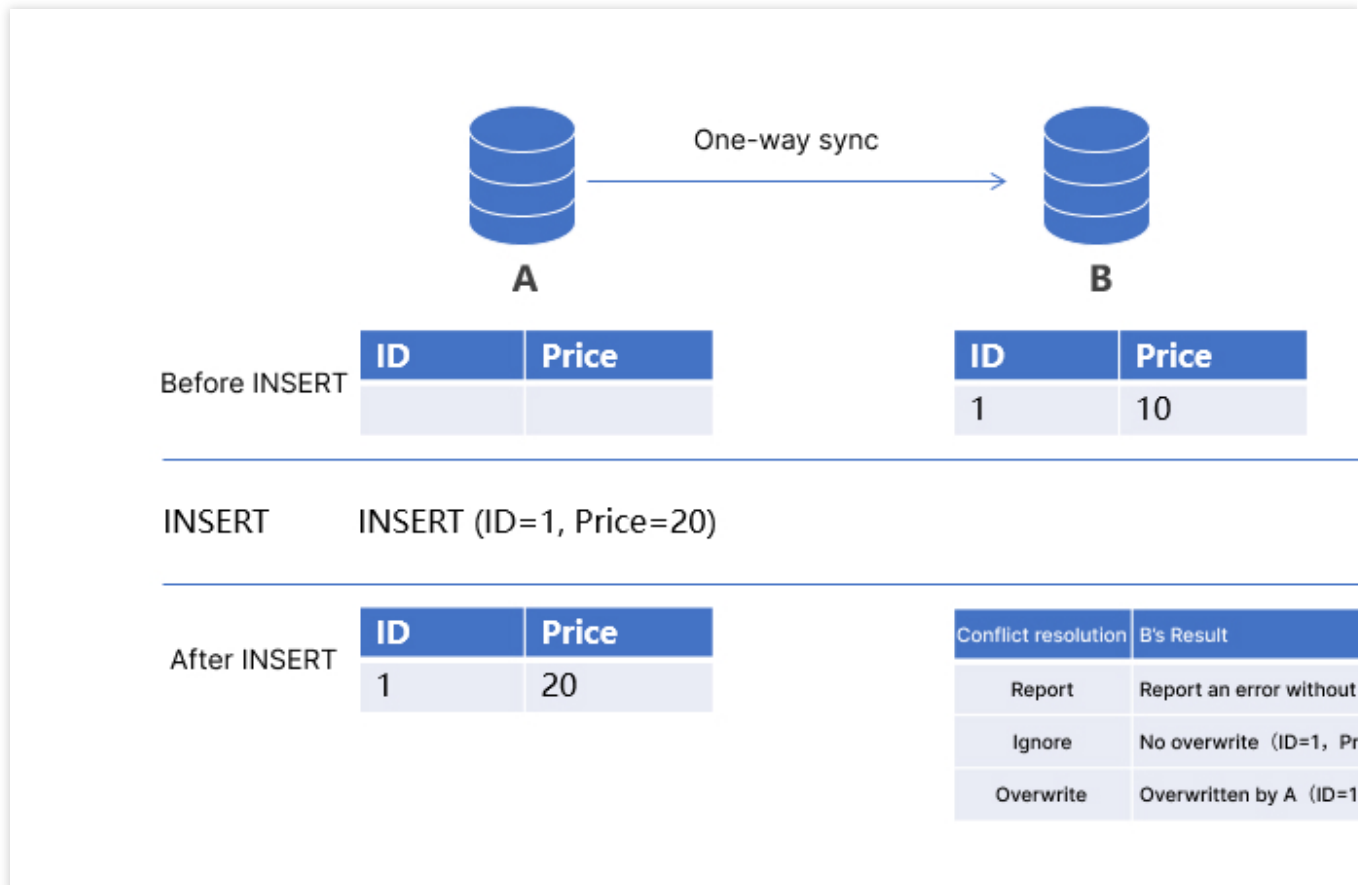 One-way sync
A
B
ID Price
ID Price
Before INSERT
1 10
INSERT INSERT (ID=1, Price=20)
After INSERT
ID Price
1 20
Conflict resolution B's Result
Report Report an error without
Ignore No overwrite（ID=1，Pr
Overwrite Overwritten by A（ID=1